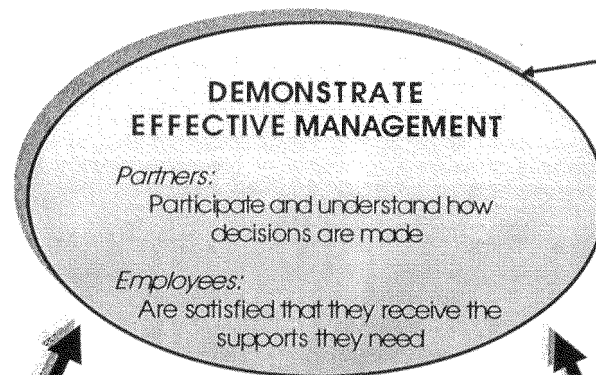 DEMONSTRATE
EFFECTIVE MANAGEMENT
Partners:
Participate and understand how
decisions are made
Employees:
Are satisfied that they receive the
supports they need